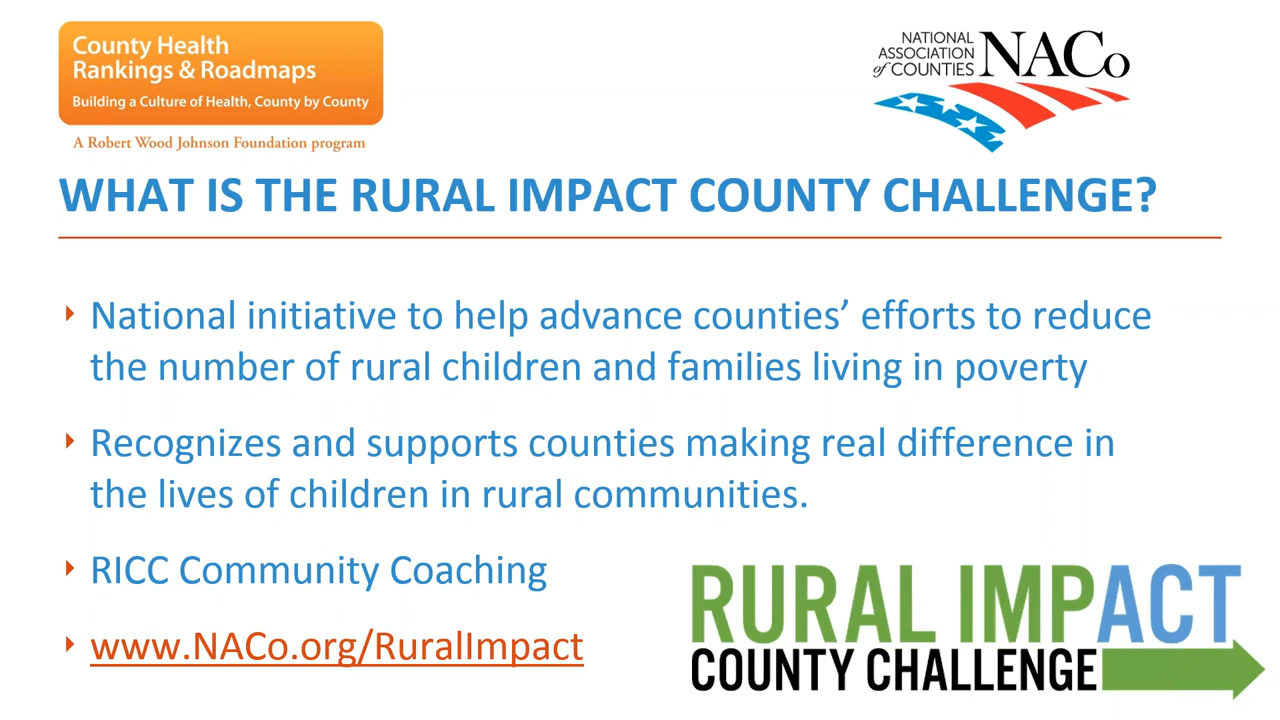 County Health
Rankings & Roadmaps
Building a Culture of Health, County by County
A Robert Wood Johnson Foundation program
NATIONAL
ASSOCIATION
of COUNTIES
NACo
WHAT IS THE RURAL IMPACT COUNTY CHALLENGE?
National initiative to help advance counties’ efforts to reduce
the number of rural children and families living in poverty
Recognizes and supports counties making real difference in
the lives of children in rural communities.
RICC Community Coaching
www.NACo.org/RuralImpact
RURAL IMPACT
COUNTY CHALLENGE